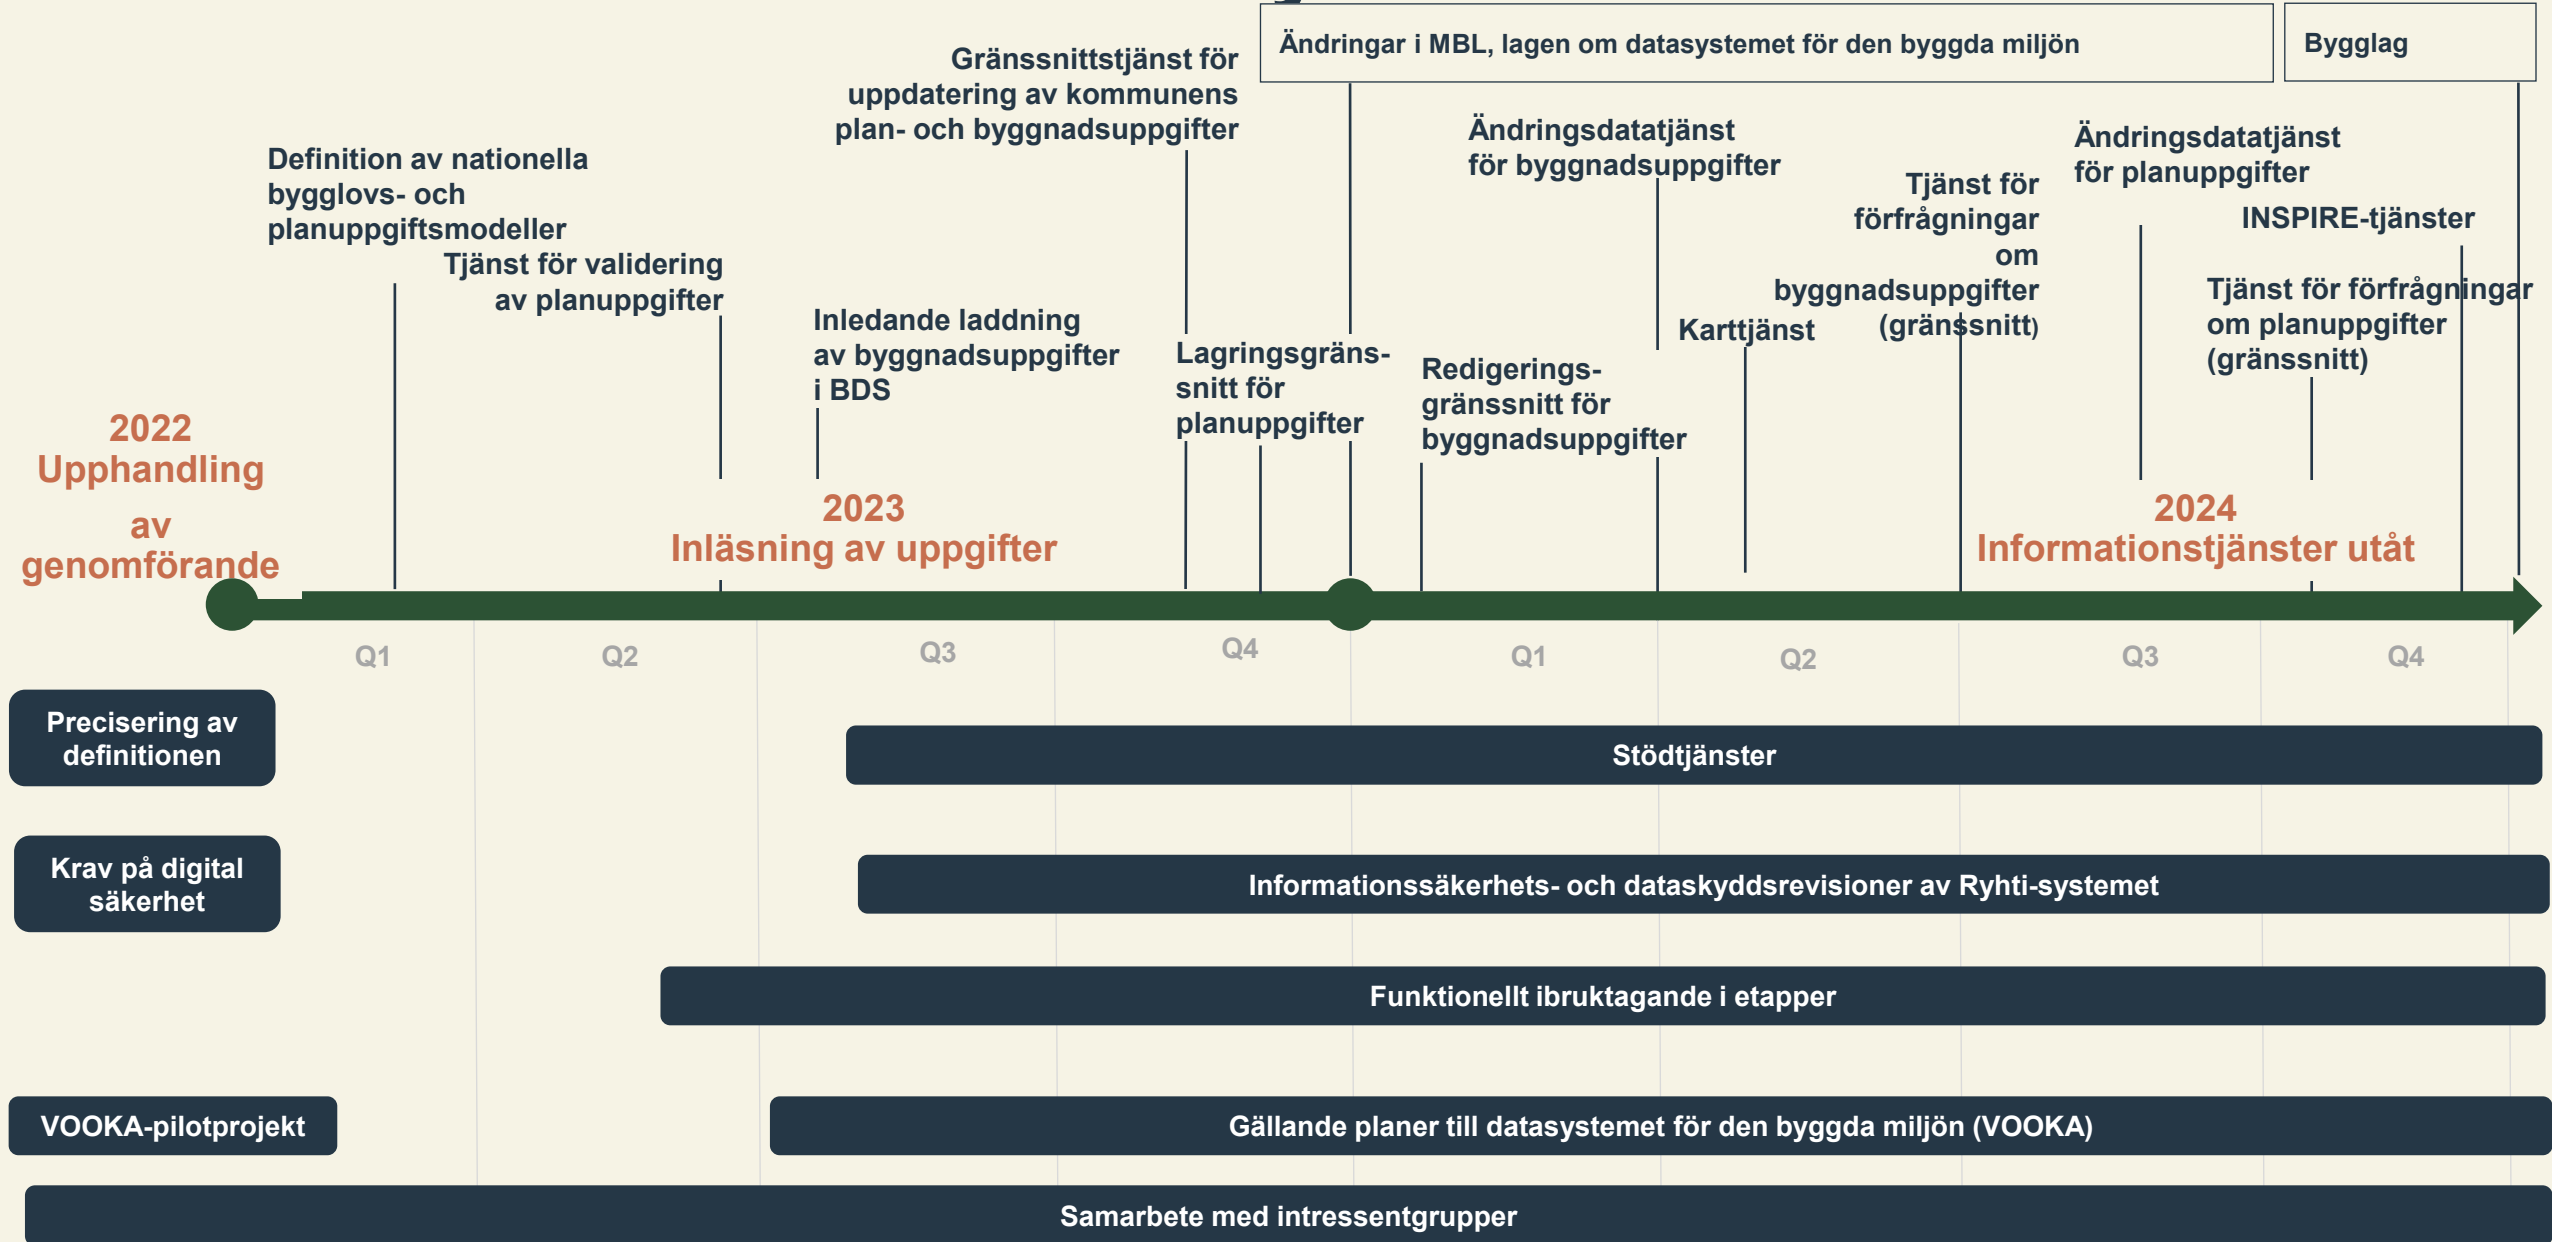 Ändringar i MBL, lagen om datasystemet för den byggda miljön
Bygglag
Gränssnittstjänst för
uppdatering av kommunens
plan- och byggnadsuppgifter
Definition av nationella
bygglovs- och
planuppgiftsmodeller
Tjänst för validering
av planuppgifter
Inledande laddning
av byggnadsuppgifter
i BDS
Lagringsgräns-
snitt för
planuppgifter
Ändringsdatatjänst
för byggnadsuppgifter
Redigerings-
gränssnitt för
byggnadsuppgifter
Karttjänst
Tjänst för
förfrågningar
om
byggnadsuppgifter
(gränssnitt)
Ändringsdatatjänst
för planuppgifter
INSPIRE-tjänster
Tjänst för förfrågningar
om planuppgifter
(gränssnitt)
2022
Upphandling
av
genomförande
2023
Inläsning av uppgifter
2024
Informationstjänster utåt
Q1
Q2
Q3
Q4
Q1
Q2
Q3
Q4
Precisering av
definitionen
Stödtjänster
Krav på digital
säkerhet
Informationssäkerhets- och dataskyddsrevisioner av Ryhti-systemet
Funktionellt ibruktagande i etapper
VOOKA-pilotprojekt
Gällande planer till datasystemet för den byggda miljön (VOOKA)
Samarbete med intressentgrupper